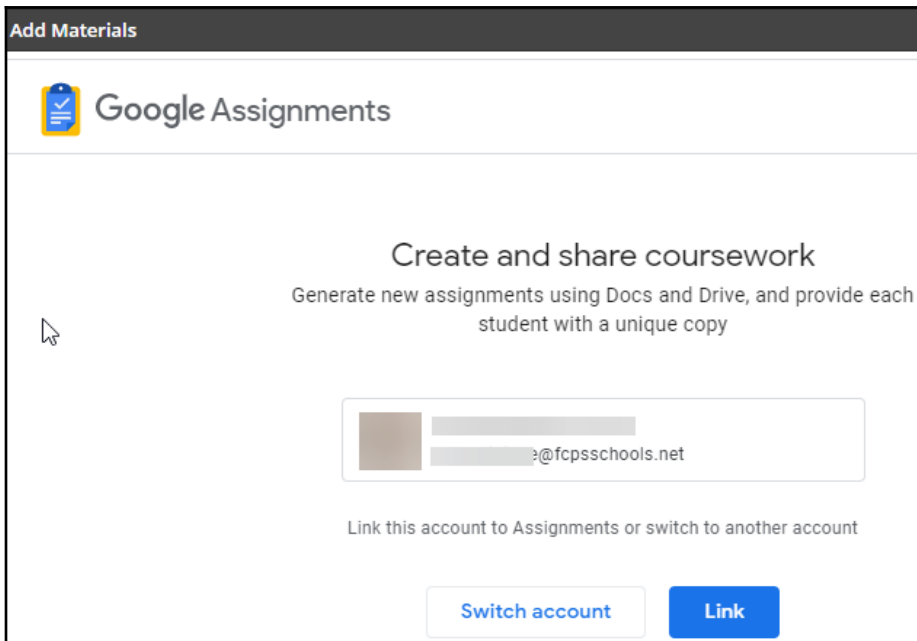 Add Materials
Google Assignments
Create and share coursework
Generate new assignments using Docs and Drive, and provide each
student with a unique copy
e@fcpsschools.net
Link this account to Assignments or switch to another account
Switch account
Link